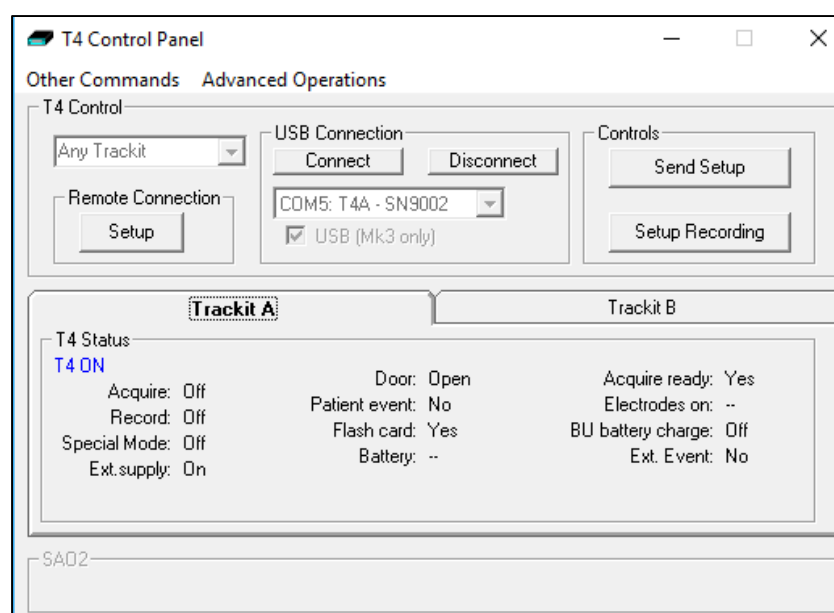 T4 Control Panel
Other Commands Advanced Operations
T4 Control
Any Trackit
Remote Connection
Setup
USB Connection
Connect Disconnect
COM5: T4A - SN9002
USB (Mk3 only)
Controls
Send Setup
Setup Recording
Trackit A Trackit B
T4 Status
T4 ON
Acquire: Off
Record: Off
Special Mode: Off
Ext.supply: On
Door: Open
Patient event: No
Flash card: Yes
Battery: --
Acquire ready: Yes
Electrodes on: --
BU battery charge: Off
Ext. Event: No
SAO2